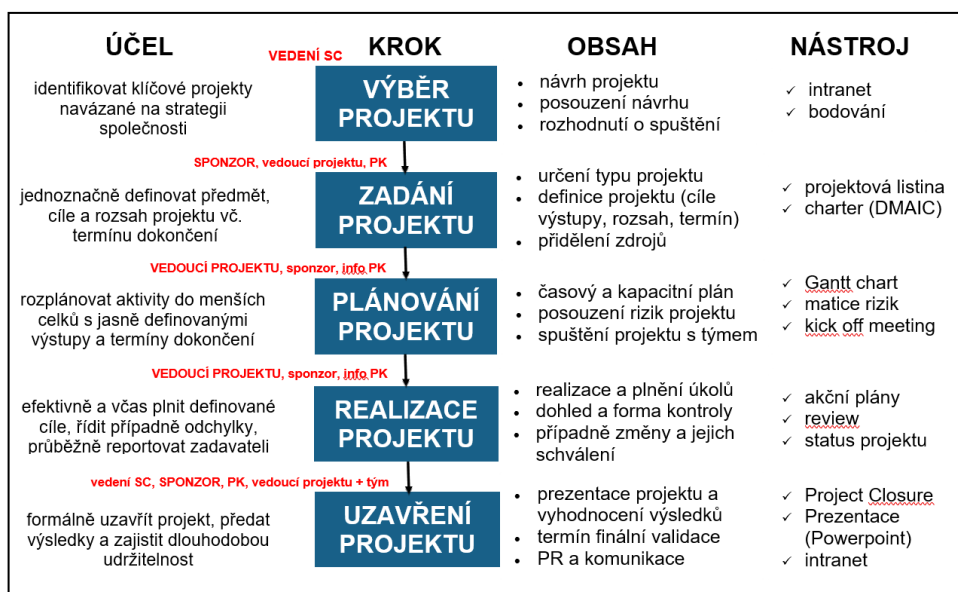 ÚČEL KROK OBSAH NÁSTROJ
VEDENÍ SC
identifikovat klíčové projekty
navázané na strategii
společnosti
VÝBĚR
PROJEKTU
• návrh projektu
• posouzení návrhu
• rozhodnutí o spuštění
✓ intranet
✓ bodování
SPONZOR, vedoucí projektu, PK
jednoznačně definovat předmět,
cíle a rozsah projektu vč.
termínu dokončení
ZADÁNÍ
PROJEKTU
• určení typu projektu
• definice projektu (cíle
výstupy, rozsah, termín)
• přidělení zdrojů
✓ projektová listina
✓ charter (DMAIC)
VEDOUCÍ PROJEKTU, sponzor, info PK
rozplánovat aktivity do menších
celků s jasně definovanými
výstupy a termíny dokončení
PLÁNOVÁNÍ
PROJEKTU
• časový a kapacitní plán
• posouzení rizik projektu
• spuštění projektu s týmem
✓ Gantt chart
✓ matice rizik
✓ kick off meeting
VEDOUCÍ PROJEKTU, sponzor, info PK
efektivně a včas plnit definované
cíle, řídit případně odchylky,
průběžně reportovat zadavateli
REALIZACE
PROJEKTU
• realizace a plnění úkolů
• dohled a forma kontroly
• případně změny a jejich
schválení
✓ akční plány
✓ review
✓ status projektu
vedení SC, SPONZOR, PK, vedoucí projektu + tým
formálně uzavřít projekt, předat
výsledky a zajistit dlouhodobou
udržitelnost
UZAVŘENÍ
PROJEKTU
• prezentace projektu a
vyhodnocení výsledků
• termín finální validace
• PR a komunikace
✓ Project Closure
✓ Prezentace
(Powerpoint)
✓ intranet